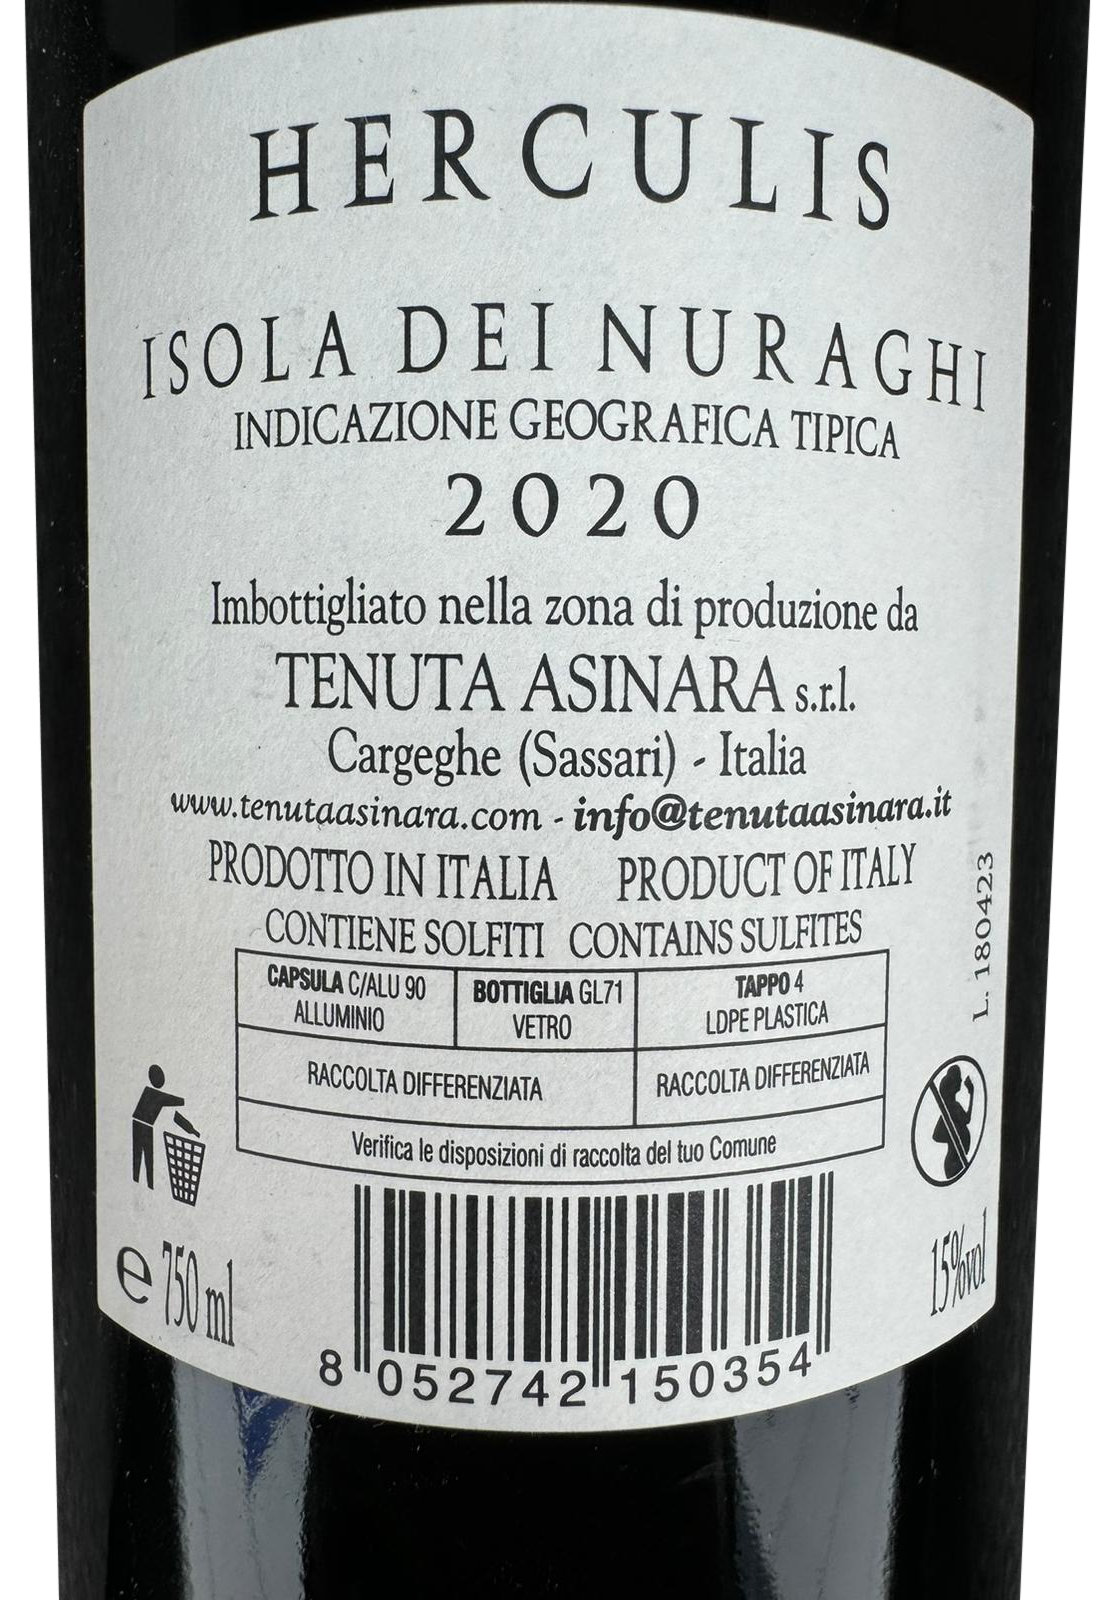 HERCULIS
ISOLA DEI NURAGHI
INDICAZIONE GEOGRAFICA TIPICA
2020
Imbottigliato nella zona di produzione da
TENUTA ASINARA s.r.l.
Cargeghe (Sassari) - Italia
www.tenutaasinara.com - info@tenutaasinara.it
PRODOTTO IN ITALIA PRODUCT OF ITALY
CONTIENE SOLFITI CONTAINS SULFITES
L. 180423
CAPSULA C/ALU 90
ALLUMINIO
BOTTIGLIA GL71
VETRO
TAPPO 4
LDPE PLASTICA
RACCOLTA DIFFERENZIATA
RACCOLTA DIFFERENZIATA
Verifica le disposizioni di raccolta del tuo Comune
e 750 ml
15%vol
8 052742 150354